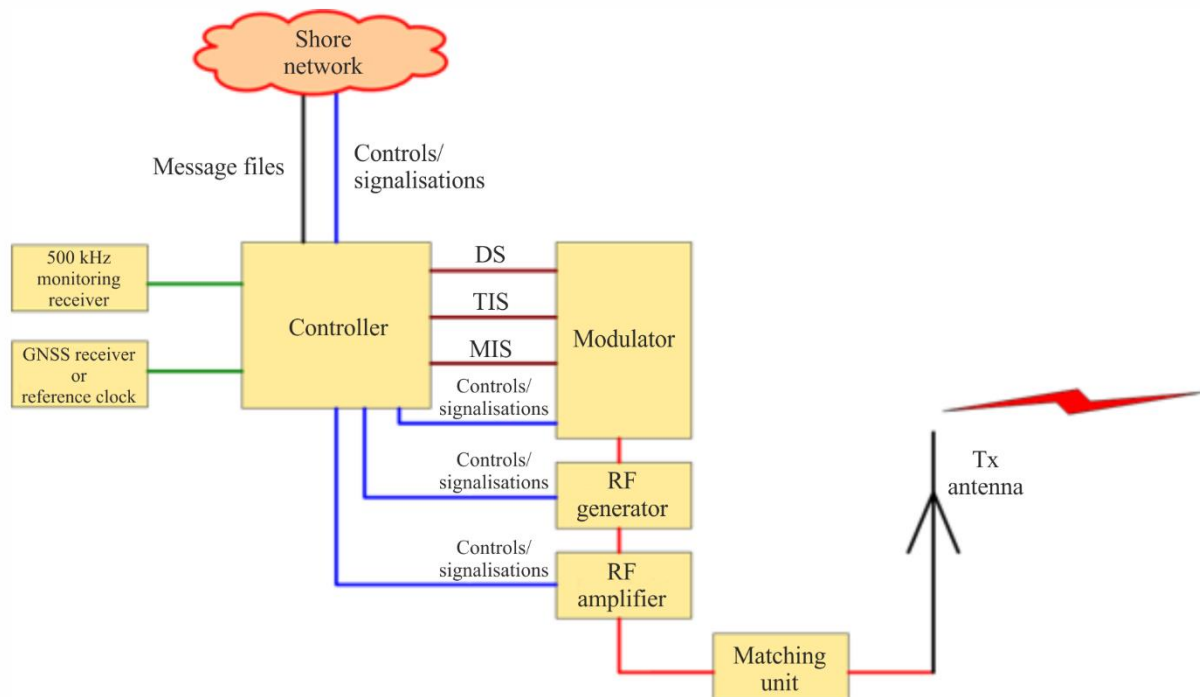 Shore
network
Message files
Controls/
signalisations
500 kHz
monitoring
receiver
GNSS receiver
or
reference clock
Controller
DS
TIS
MIS
Controls/
signalisations
Modulator
Controls/
signalisations
RF
generator
Controls/
signalisations
RF
amplifier
Matching
unit
Tx
antenna